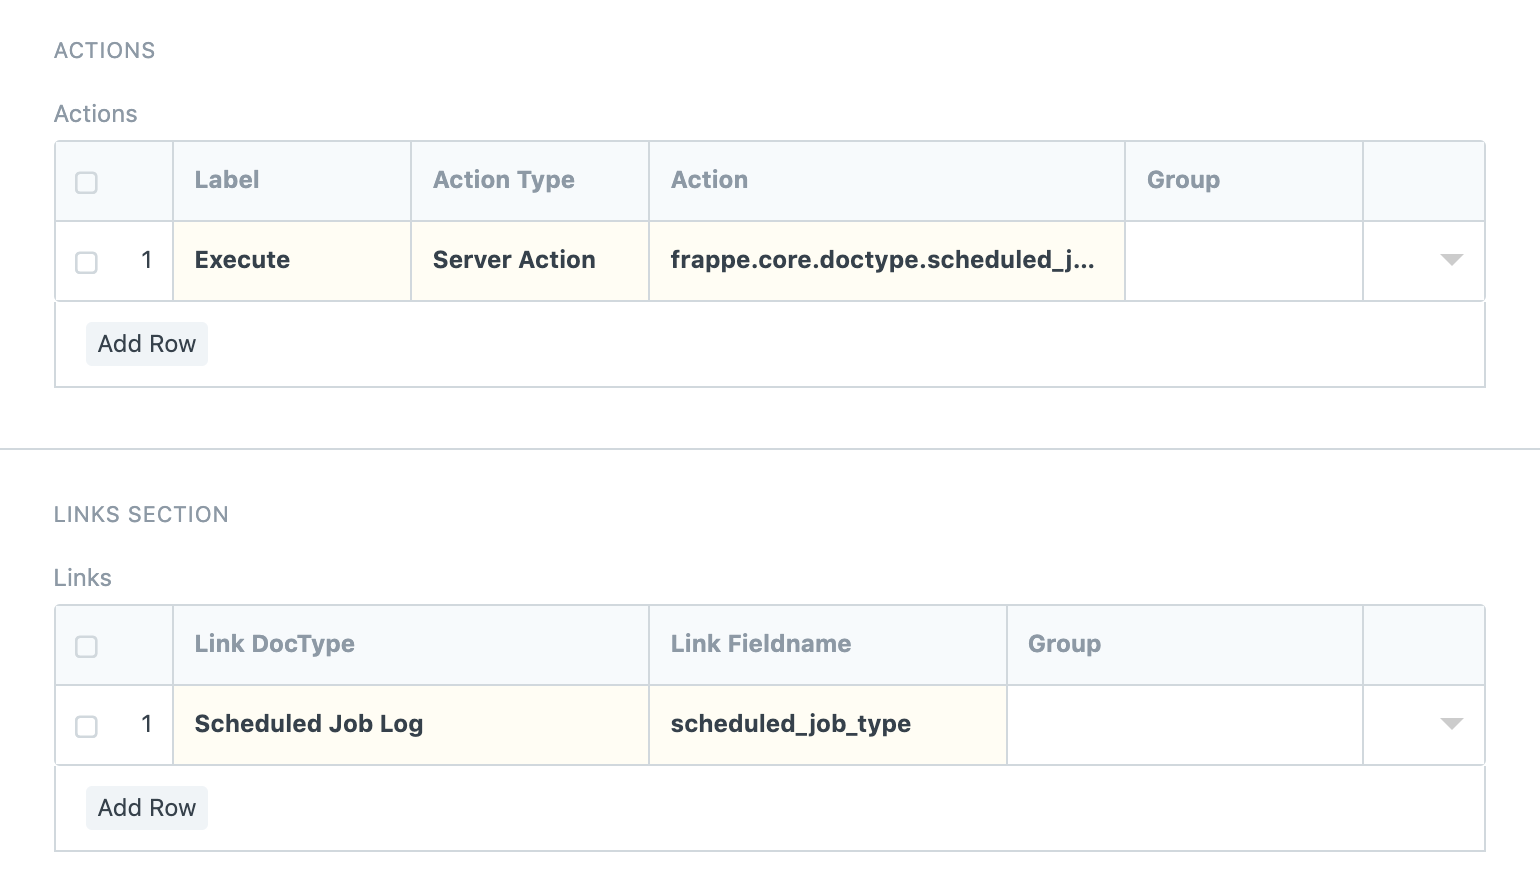 ACTIONS
Actions
Label Action Type Action Group
1 Execute Server Action frappe.core.doctype.scheduled_j...
Add Row
LINKS SECTION
Links
Link DocType Link Fieldname Group
1 Scheduled Job Log scheduled_job_type
Add Row